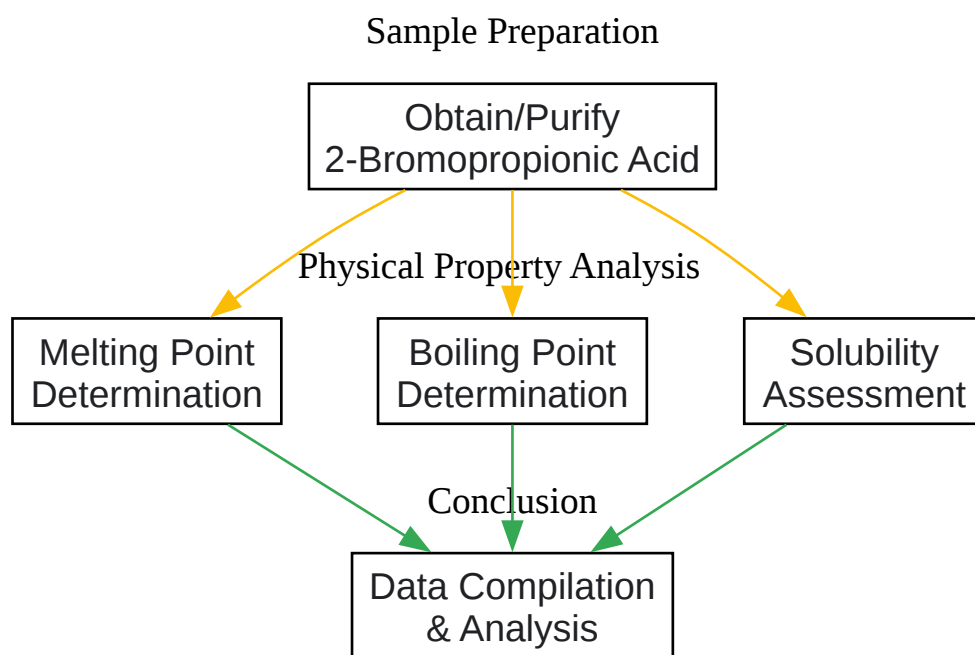 Sample Preparation
Obtain/Purify
2-Bromopropionic Acid
Physical Property Analysis
Melting Point
Determination
Boiling Point
Determination
Solubility
Assessment
Conclusion
Data Compilation
& Analysis